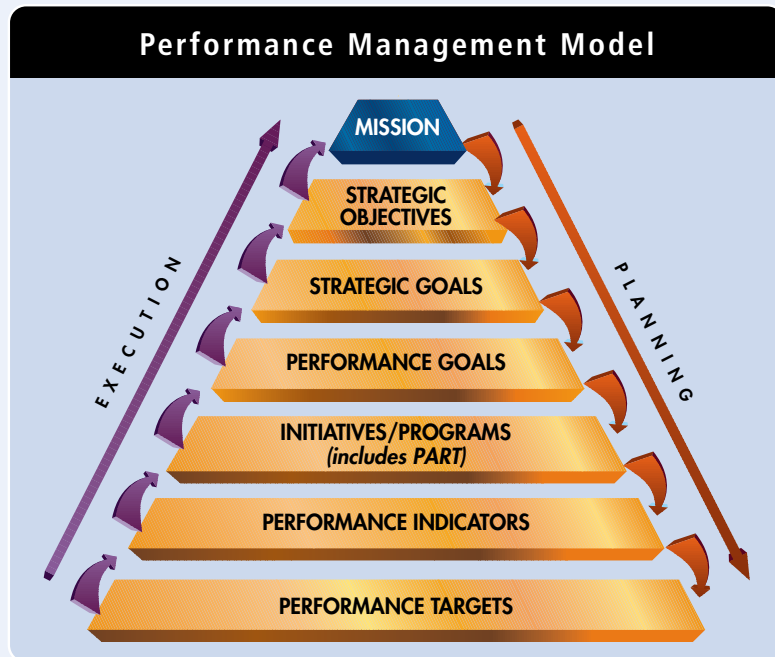 Performance Management Model
MISSION
STRATEGIC
OBJECTIVES
STRATEGIC GOALS
PERFORMANCE GOALS
INITIATIVES/PROGRAMS
(includes PART)
PERFORMANCE INDICATORS
PERFORMANCE TARGETS
EXECUTION
PLANNING